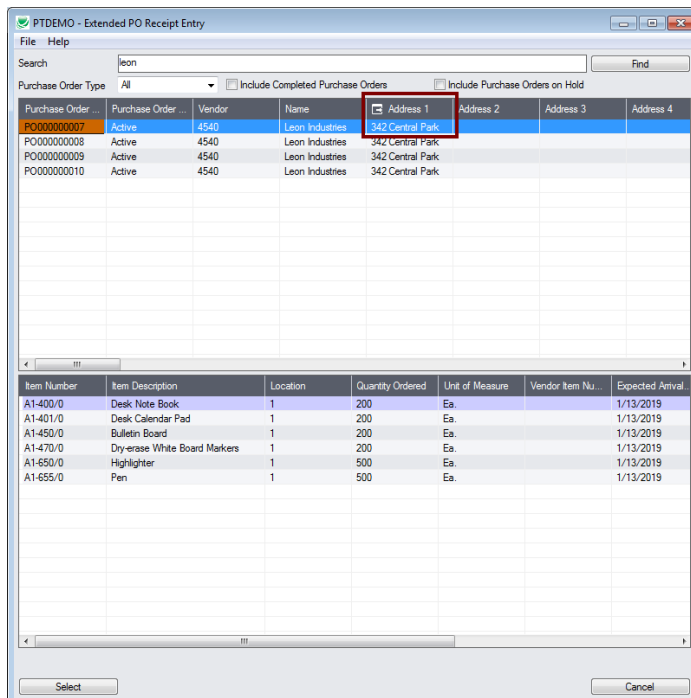 PTDEMO - Extended PO Receipt Entry
File Help
Search leon Find
Purchase Order Type All Include Completed Purchase Orders Include Purchase Orders on Hold
Purchase Order ... Purchase Order ... Vendor Name Address 1 Address 2 Address 3 Address 4
PO000000007 Active 4540 Leon Industries 342 Central Park
PO000000008 Active 4540 Leon Industries 342 Central Park
PO000000009 Active 4540 Leon Industries 342 Central Park
PO000000010 Active 4540 Leon Industries 342 Central Park
Item Number Item Description Location Quantity Ordered Unit of Measure Vendor Item Nu... Expected Arrival...
A1-400/0 Desk Note Book 1 200 Ea. 1/13/2019
A1-401/0 Desk Calendar Pad 1 200 Ea. 1/13/2019
A1-450/0 Bulletin Board 1 200 Ea. 1/13/2019
A1-470/0 Dry-erase White Board Markers 1 200 Ea. 1/13/2019
A1-650/0 Highlighter 1 500 Ea. 1/13/2019
A1-655/0 Pen 1 500 Ea. 1/13/2019
Select Cancel